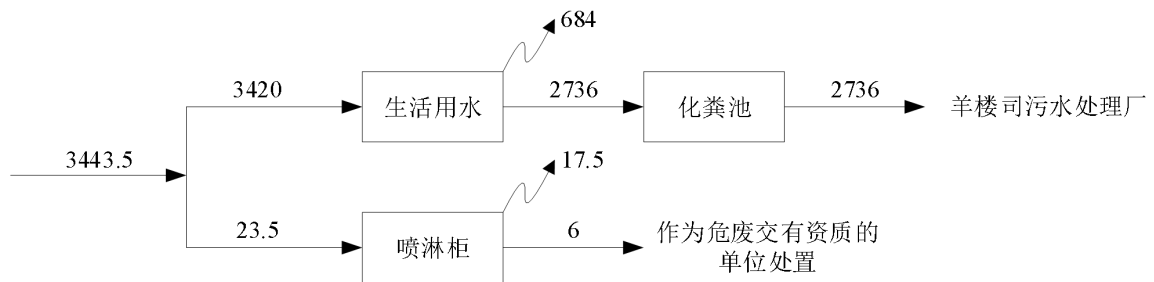 684
3420
生活用水
2736
化粪池
2736
羊楼司污水处理厂
3443.5
17.5
23.5
喷淋柜
6
作为危废交有资质的
单位处置